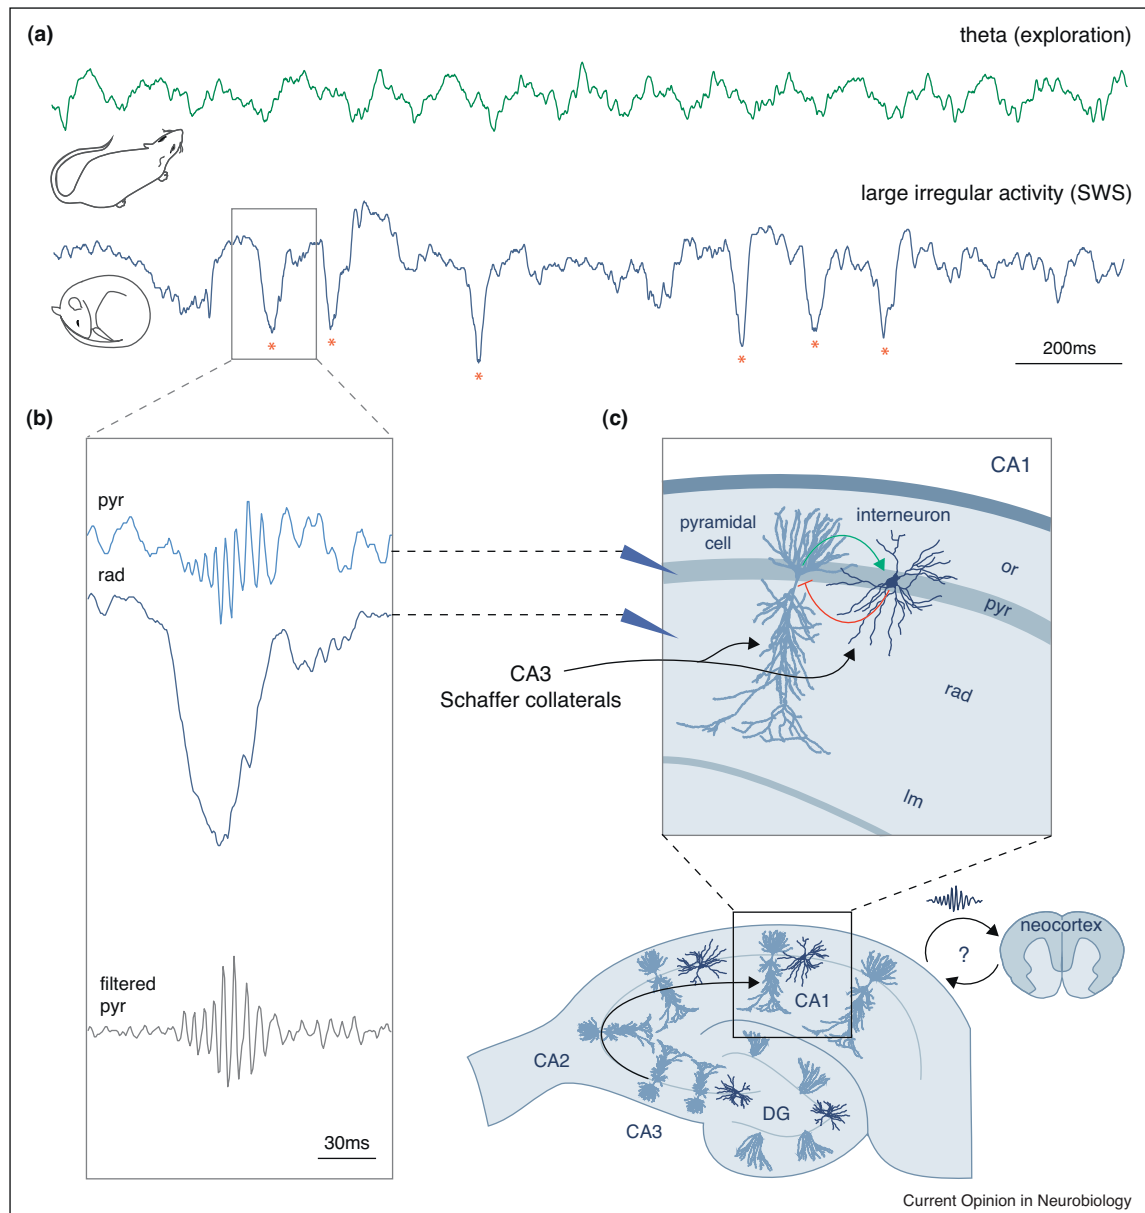 (a)
theta (exploration)
large irregular activity (SWS)
* * * * * *
200ms
(b)
(c)
pyr
rad
filtered
pyr
30ms
CA1
pyramidal
cell
interneuron
or
pyr
CA3
Schaffer collaterals
rad
lm
neocortex
?
CA1
CA2
DG
CA3
Current Opinion in Neurobiology